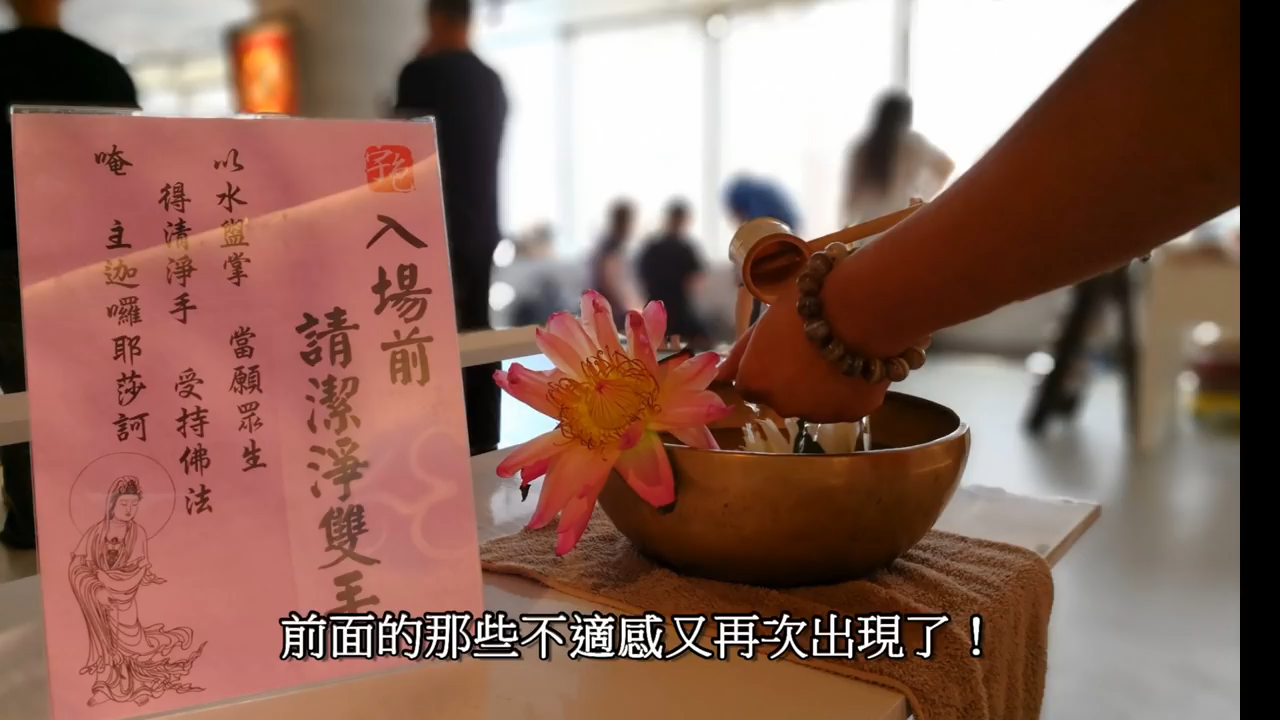 入場前
請潔淨雙手
以水盥掌 當願眾生
得清淨手 受持佛法
唵 主迦囉耶莎訶
前面的那些不適感又再次出現了！